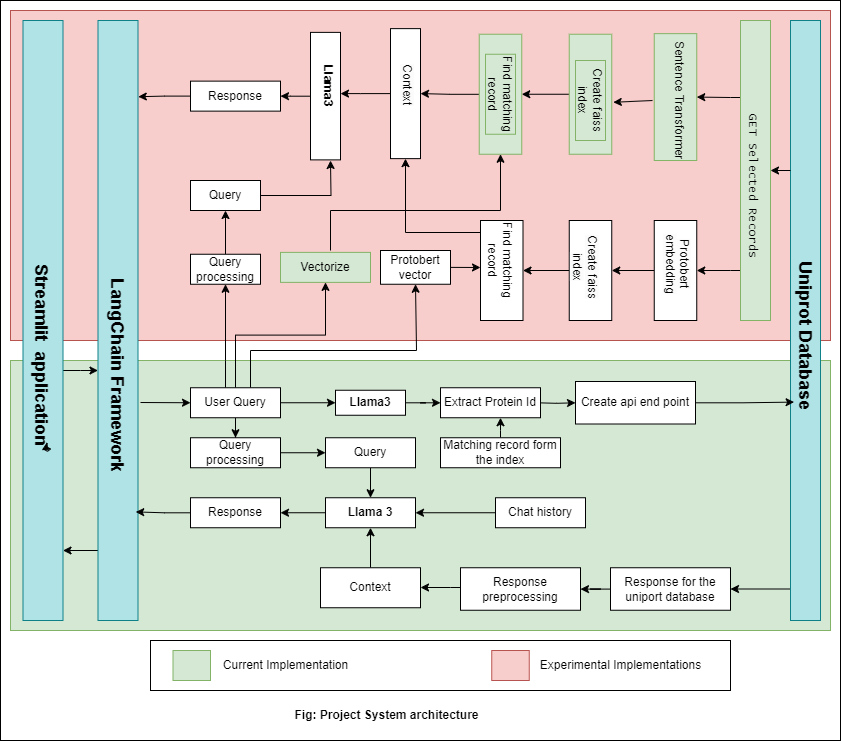 Streamlit application
LangChain Framework
Response
Llama3
Context
Find matching
record
Create faiss
index
Sentence Transformer
GET Selected Records
Uniprot Database
Query
Query
processing
Vectorize
Protobert
vector
Find matching
record
Create faiss
index
Protobert
embedding
User Query
Llama3
Extract Protein Id
Create api end point
Query
processing
Query
Matching record form
the index
Response
Llama 3
Chat history
Context
Response
preprocessing
Response for the
uniport database
Current Implementation
Experimental Implementations
Fig: Project System architecture